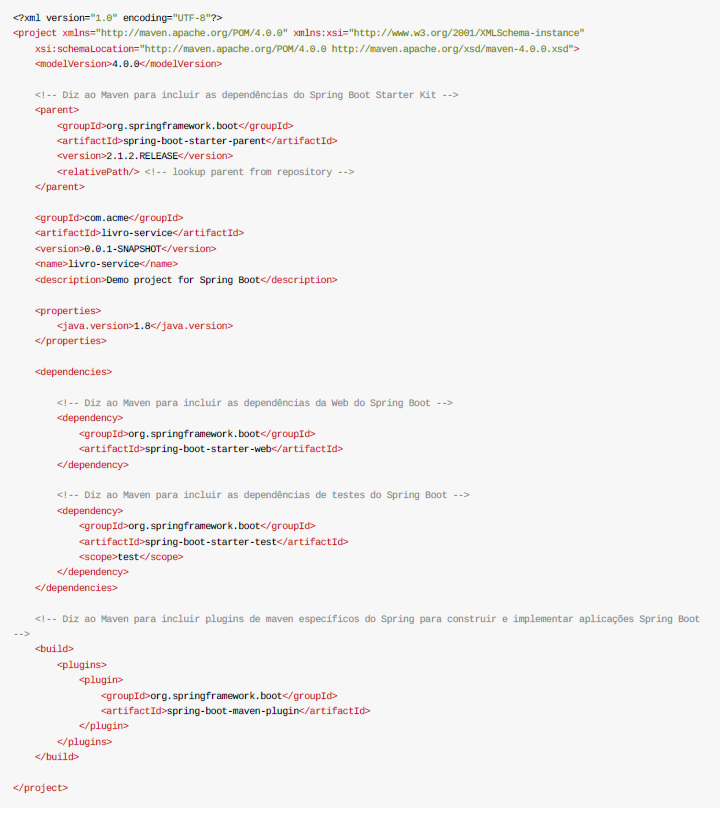 <?xml version="1.0" encoding="UTF-8"?>
<project xmlns="http://maven.apache.org/POM/4.0.0" xmlns:xsi="http://www.w3.org/2001/XMLSchema-instance"
    xsi:schemaLocation="http://maven.apache.org/POM/4.0.0 http://maven.apache.org/xsd/maven-4.0.0.xsd">
    <modelVersion>4.0.0</modelVersion>

    <!-- Diz ao Maven para incluir as dependências do Spring Boot Starter Kit -->
    <parent>
        <groupId>org.springframework.boot</groupId>
        <artifactId>spring-boot-starter-parent</artifactId>
        <version>2.1.2.RELEASE</version>
        <relativePath/> <!-- lookup parent from repository -->
    </parent>

    <groupId>com.acme</groupId>
    <artifactId>livro-service</artifactId>
    <version>0.0.1-SNAPSHOT</version>
    <name>livro-service</name>
    <description>Demo project for Spring Boot</description>

    <properties>
        <java.version>1.8</java.version>
    </properties>

    <dependencies>

        <!-- Diz ao Maven para incluir as dependências da Web do Spring Boot -->
        <dependency>
            <groupId>org.springframework.boot</groupId>
            <artifactId>spring-boot-starter-web</artifactId>
        </dependency>

        <!-- Diz ao Maven para incluir as dependências de testes do Spring Boot -->
        <dependency>
            <groupId>org.springframework.boot</groupId>
            <artifactId>spring-boot-starter-test</artifactId>
            <scope>test</scope>
        </dependency>
    </dependencies>

    <!-- Diz ao Maven para incluir plugins de maven específicos do Spring para construir e implementar aplicações Spring Boot
-->
    <build>
        <plugins>
            <plugin>
                <groupId>org.springframework.boot</groupId>
                <artifactId>spring-boot-maven-plugin</artifactId>
            </plugin>
        </plugins>
    </build>

</project>